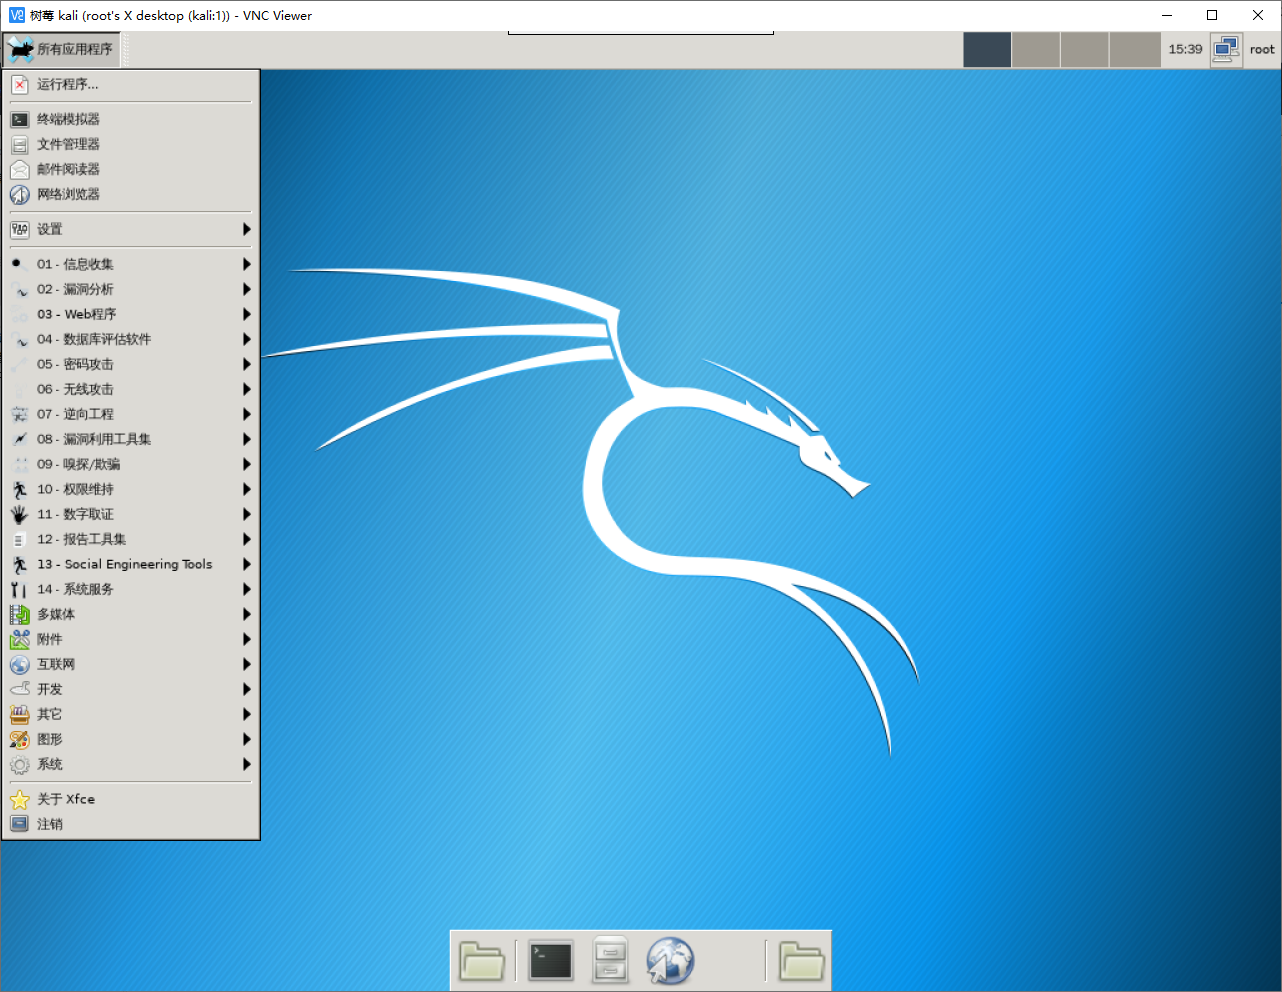 树莓 kali (root's X desktop (kali:1)) - VNC Viewer
所有应用程序
15:39
root
运行程序...
终端模拟器
文件管理器
邮件阅读器
网络浏览器
设置
01 - 信息收集
02 - 漏洞分析
03 - Web程序
04 - 数据库评估软件
05 - 密码攻击
06 - 无线攻击
07 - 逆向工程
08 - 漏洞利用工具集
09 - 嗅探/欺骗
10 - 权限维持
11 - 数字取证
12 - 报告工具集
13 - Social Engineering Tools
14 - 系统服务
多媒体
附件
互联网
开发
其它
图形
系统
关于 Xfce
注销